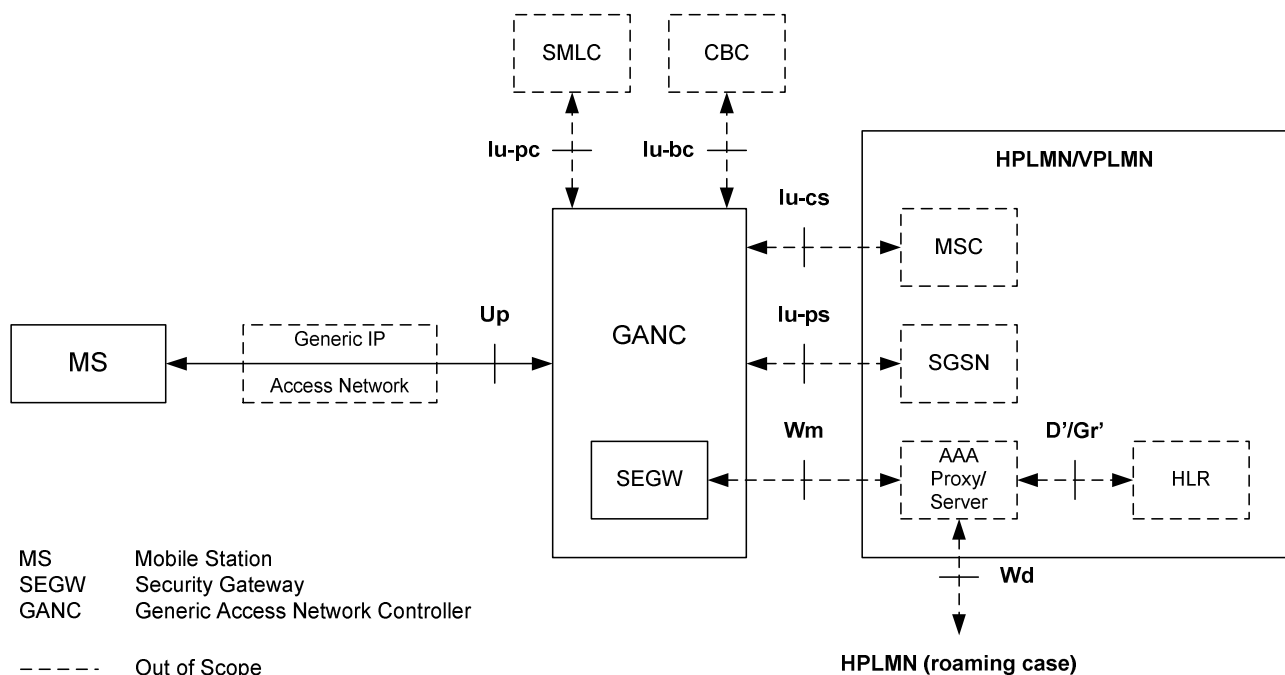 SMLC
CBC
Iu-pc
Iu-bc
HPLMN/VPLMN
Iu-cs
MSC
Up
Iu-ps
MS
Generic IP
Access Network
GANC
SGSN
Wm
D'/Gr'
SEGW
AAA
Proxy/
Server
HLR
MS Mobile Station
SEGW Security Gateway
GANC Generic Access Network Controller
Wd
Out of Scope
HPLMN (roaming case)